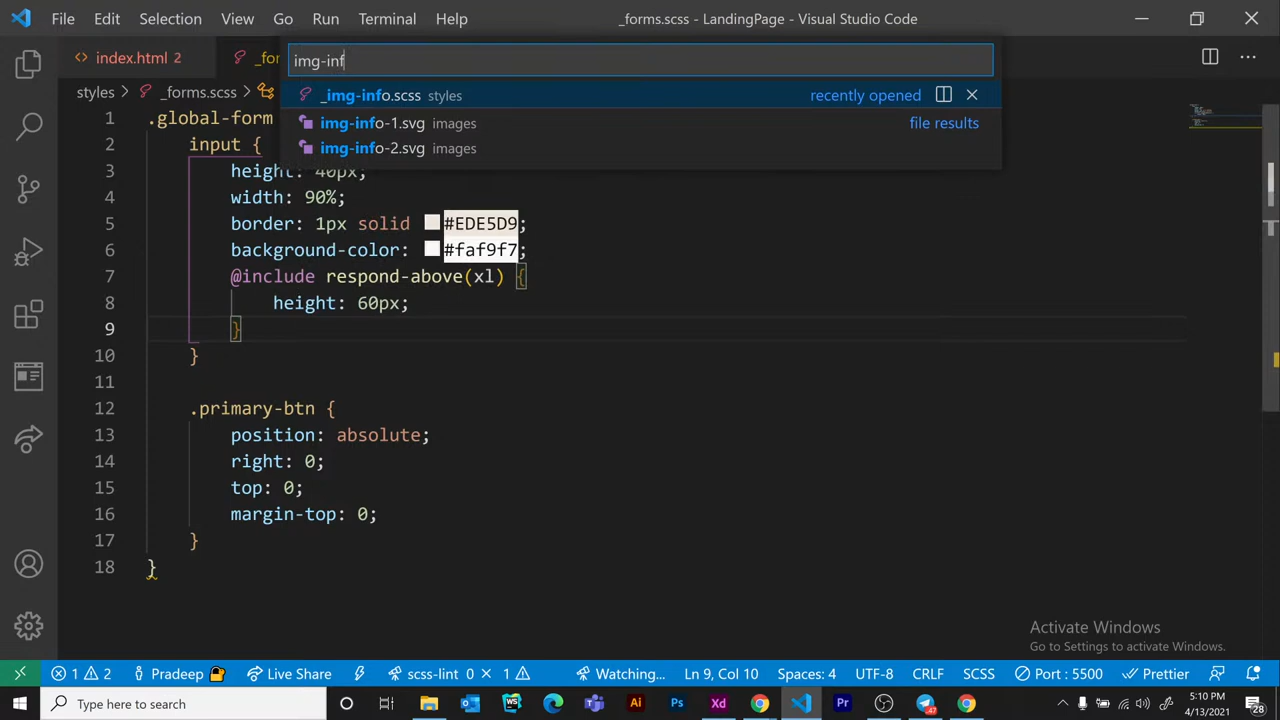 File Edit Selection View Go Run Terminal Help _forms.scss - LandingPage - Visual Studio Code
index.html 2
img-inf
_img-info.scss styles recently opened
img-info-1.svg images file results
img-info-2.svg images
styles > _forms.scss >
1 .global-form
2 input {
3 height: 40px;
4 width: 90%;
5 border: 1px solid #EDE5D9;
6 background-color: #faf9f7;
7 @include respond-above(xl) {
8 height: 60px;
9 }
10 }
11
12 .primary-btn {
13 position: absolute;
14 right: 0;
15 top: 0;
16 margin-top: 0;
17 }
18 }
Activate Windows
Go to Settings to activate Windows.
1 2 Pradeep Live Share scss-lint 0 × 1 Watching... Ln 9, Col 10 Spaces: 4 UTF-8 CRLF SCSS Port : 5500 Prettier
Type here to search
5:10 PM
4/13/2021
28